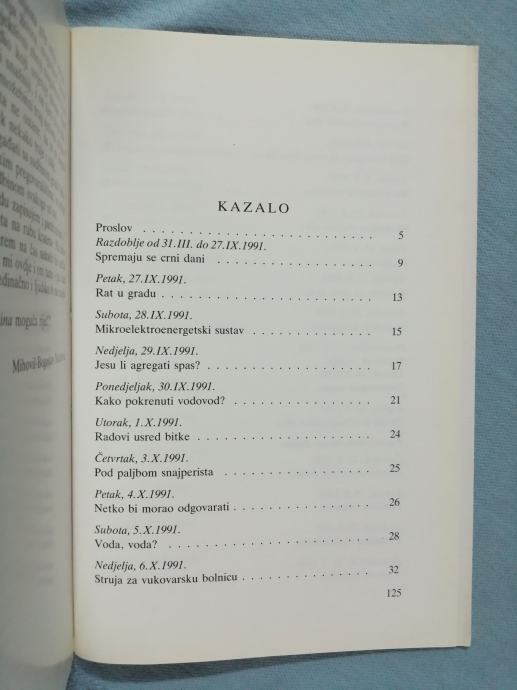 KAZALO
Proslov . . . . . . . . . . . . . . . . . . . . . . . . . 5
Razdoblje od 31.III. do 27.IX.1991.
Spremaju se crni dani . . . . . . . . . . . . . . . . . 9
Petak, 27.IX.1991.
Rat u gradu . . . . . . . . . . . . . . . . . . . . . . . 13
Subota, 28.IX.1991.
Mikroelektroenergetski sustav . . . . . . . . . . . . . . 15
Nedjelja, 29.IX.1991.
Jesu li agregati spas? . . . . . . . . . . . . . . . . 17
Ponedjeljak, 30.IX.1991.
Kako pokrenuti vodovod? . . . . . . . . . . . . . . . 21
Utorak, 1.X.1991.
Radovi usred bitke . . . . . . . . . . . . . . . . . . . 24
Četvrtak, 3.X.1991.
Pod paljbom snajperista . . . . . . . . . . . . . . . . . 25
Petak, 4.X.1991.
Netko bi morao odgovarati . . . . . . . . . . . . . . . 26
Subota, 5.X.1991.
Voda, voda? . . . . . . . . . . . . . . . . . . . . . . 28
Nedjelja, 6.X.1991.
Struja za vukovarsku bolnicu . . . . . . . . . . . . . . 32
125